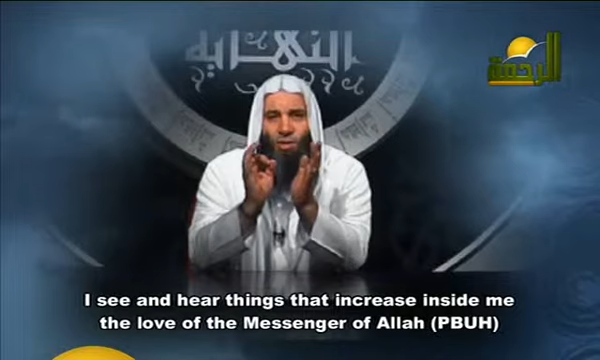 النهاية
الرحمة
I see and hear things that increase inside me
the love of the Messenger of Allah (PBUH)